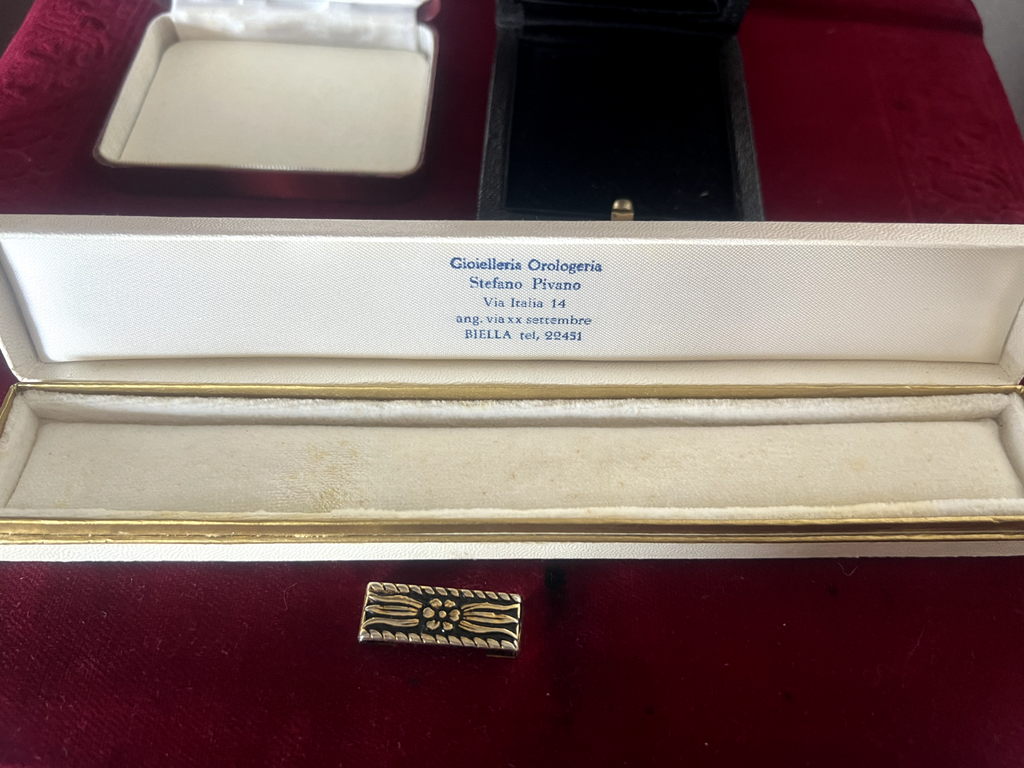 Gioielleria Orologeria
Stefano Pivano
Via Italia 14
ang. via xx settembre
BIELLA tel, 22451